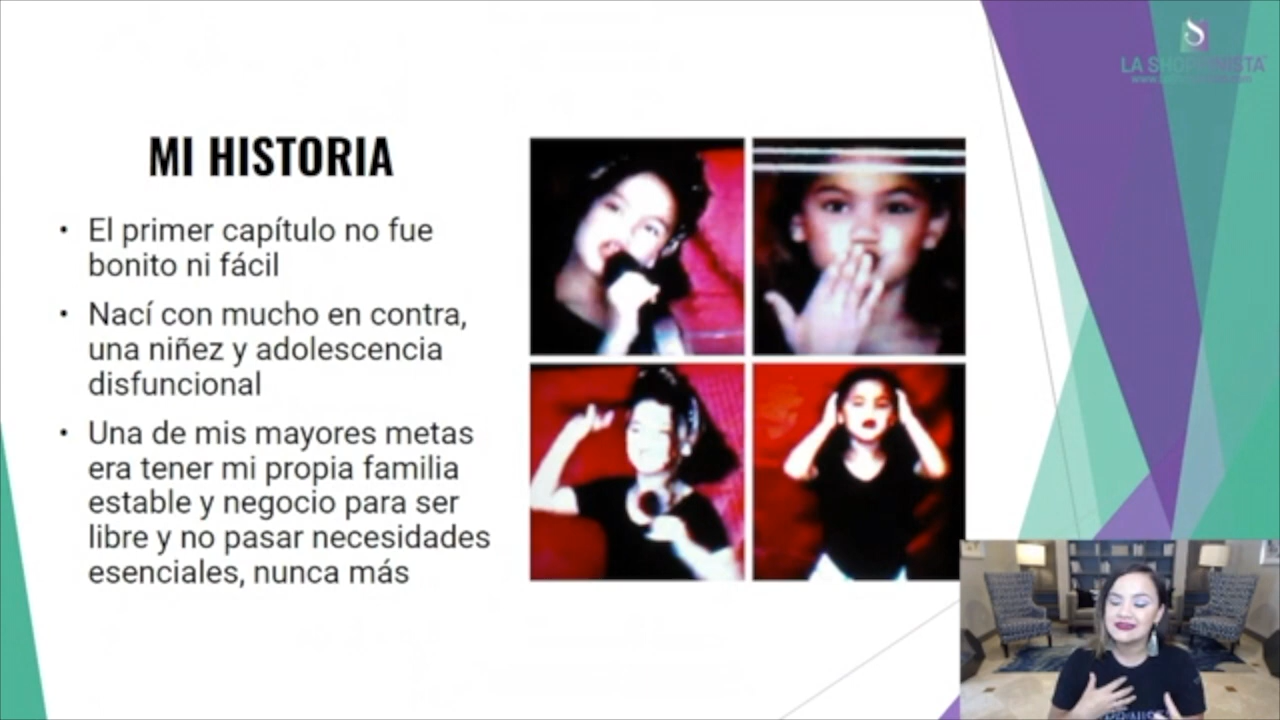 MI HISTORIA
• El primer capítulo no fue
bonito ni fácil
• Nací con mucho en contra,
una niñez y adolescencia
disfuncional
• Una de mis mayores metas
era tener mi propia familia
estable y negocio para ser
libre y no pasar necesidades
esenciales, nunca más
LA